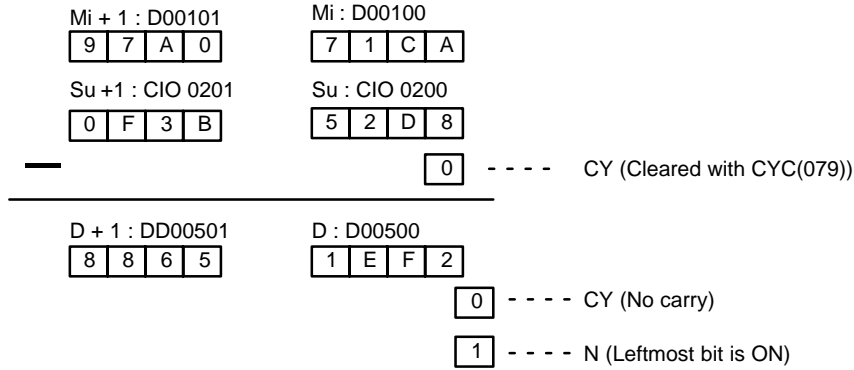 Mi + 1 : D00101 Mi : D00100
9 7 A 0 7 1 C A
Su +1 : CIO 0201 Su : CIO 0200
0 F 3 B 5 2 D 8
0 CY (Cleared with CYC(079))
D + 1 : DD00501 D : D00500
8 8 6 5 1 E F 2
0 CY (No carry)
1 N (Leftmost bit is ON)